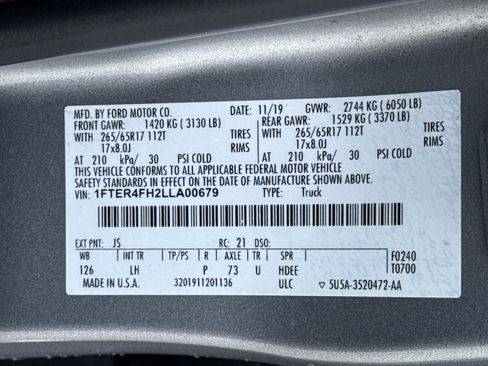 MFD. BY FORD MOTOR CO. DATE: 11/19 GVWR: 2744 KG ( 6050 LB)
FRONT GAWR: 1420 KG ( 3130 LB) REAR GAWR: 1529 KG ( 3370 LB)
WITH 265/65R17 112T TIRES WITH 265/65R17 112T TIRES
17x8.0J RIMS 17x8.0J RIMS
AT 210 kPa/ 30 PSI COLD AT 210 kPa/ 30 PSI COLD
THIS VEHICLE CONFORMS TO ALL APPLICABLE FEDERAL MOTOR VEHICLE
SAFETY STANDARDS IN EFFECT ON THE DATE OF MANUFACTURE SHOWN ABOVE.
VIN: 1FTER4FH2LLA00679 TYPE: Truck
EXT PNT: JS RC: 21 DSO:
WB INT TR TP/PS R AXLE TR SPR F0240
126 LH P 73 U HDEE T0700
MADE IN U.S.A. 3201911201136 ULC ▽ 5U5A-3520472-AA